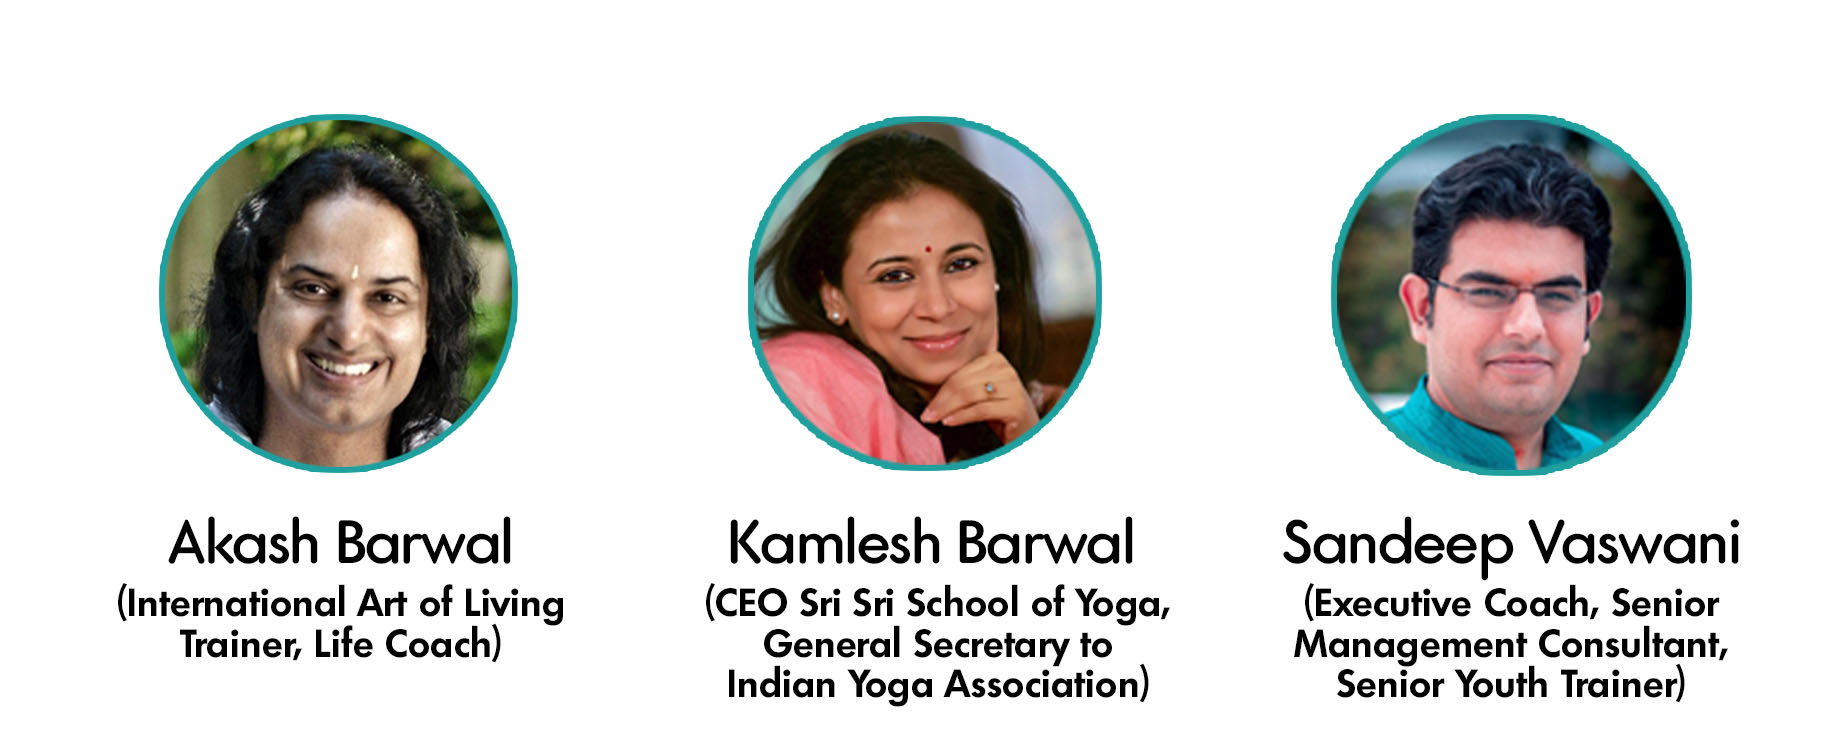 Akash Barwal
(International Art of Living
Trainer, Life Coach)
Kamlesh Barwal
(CEO Sri Sri School of Yoga,
General Secretary to
Indian Yoga Association)
Sandeep Vaswani
(Executive Coach, Senior
Management Consultant,
Senior Youth Trainer)